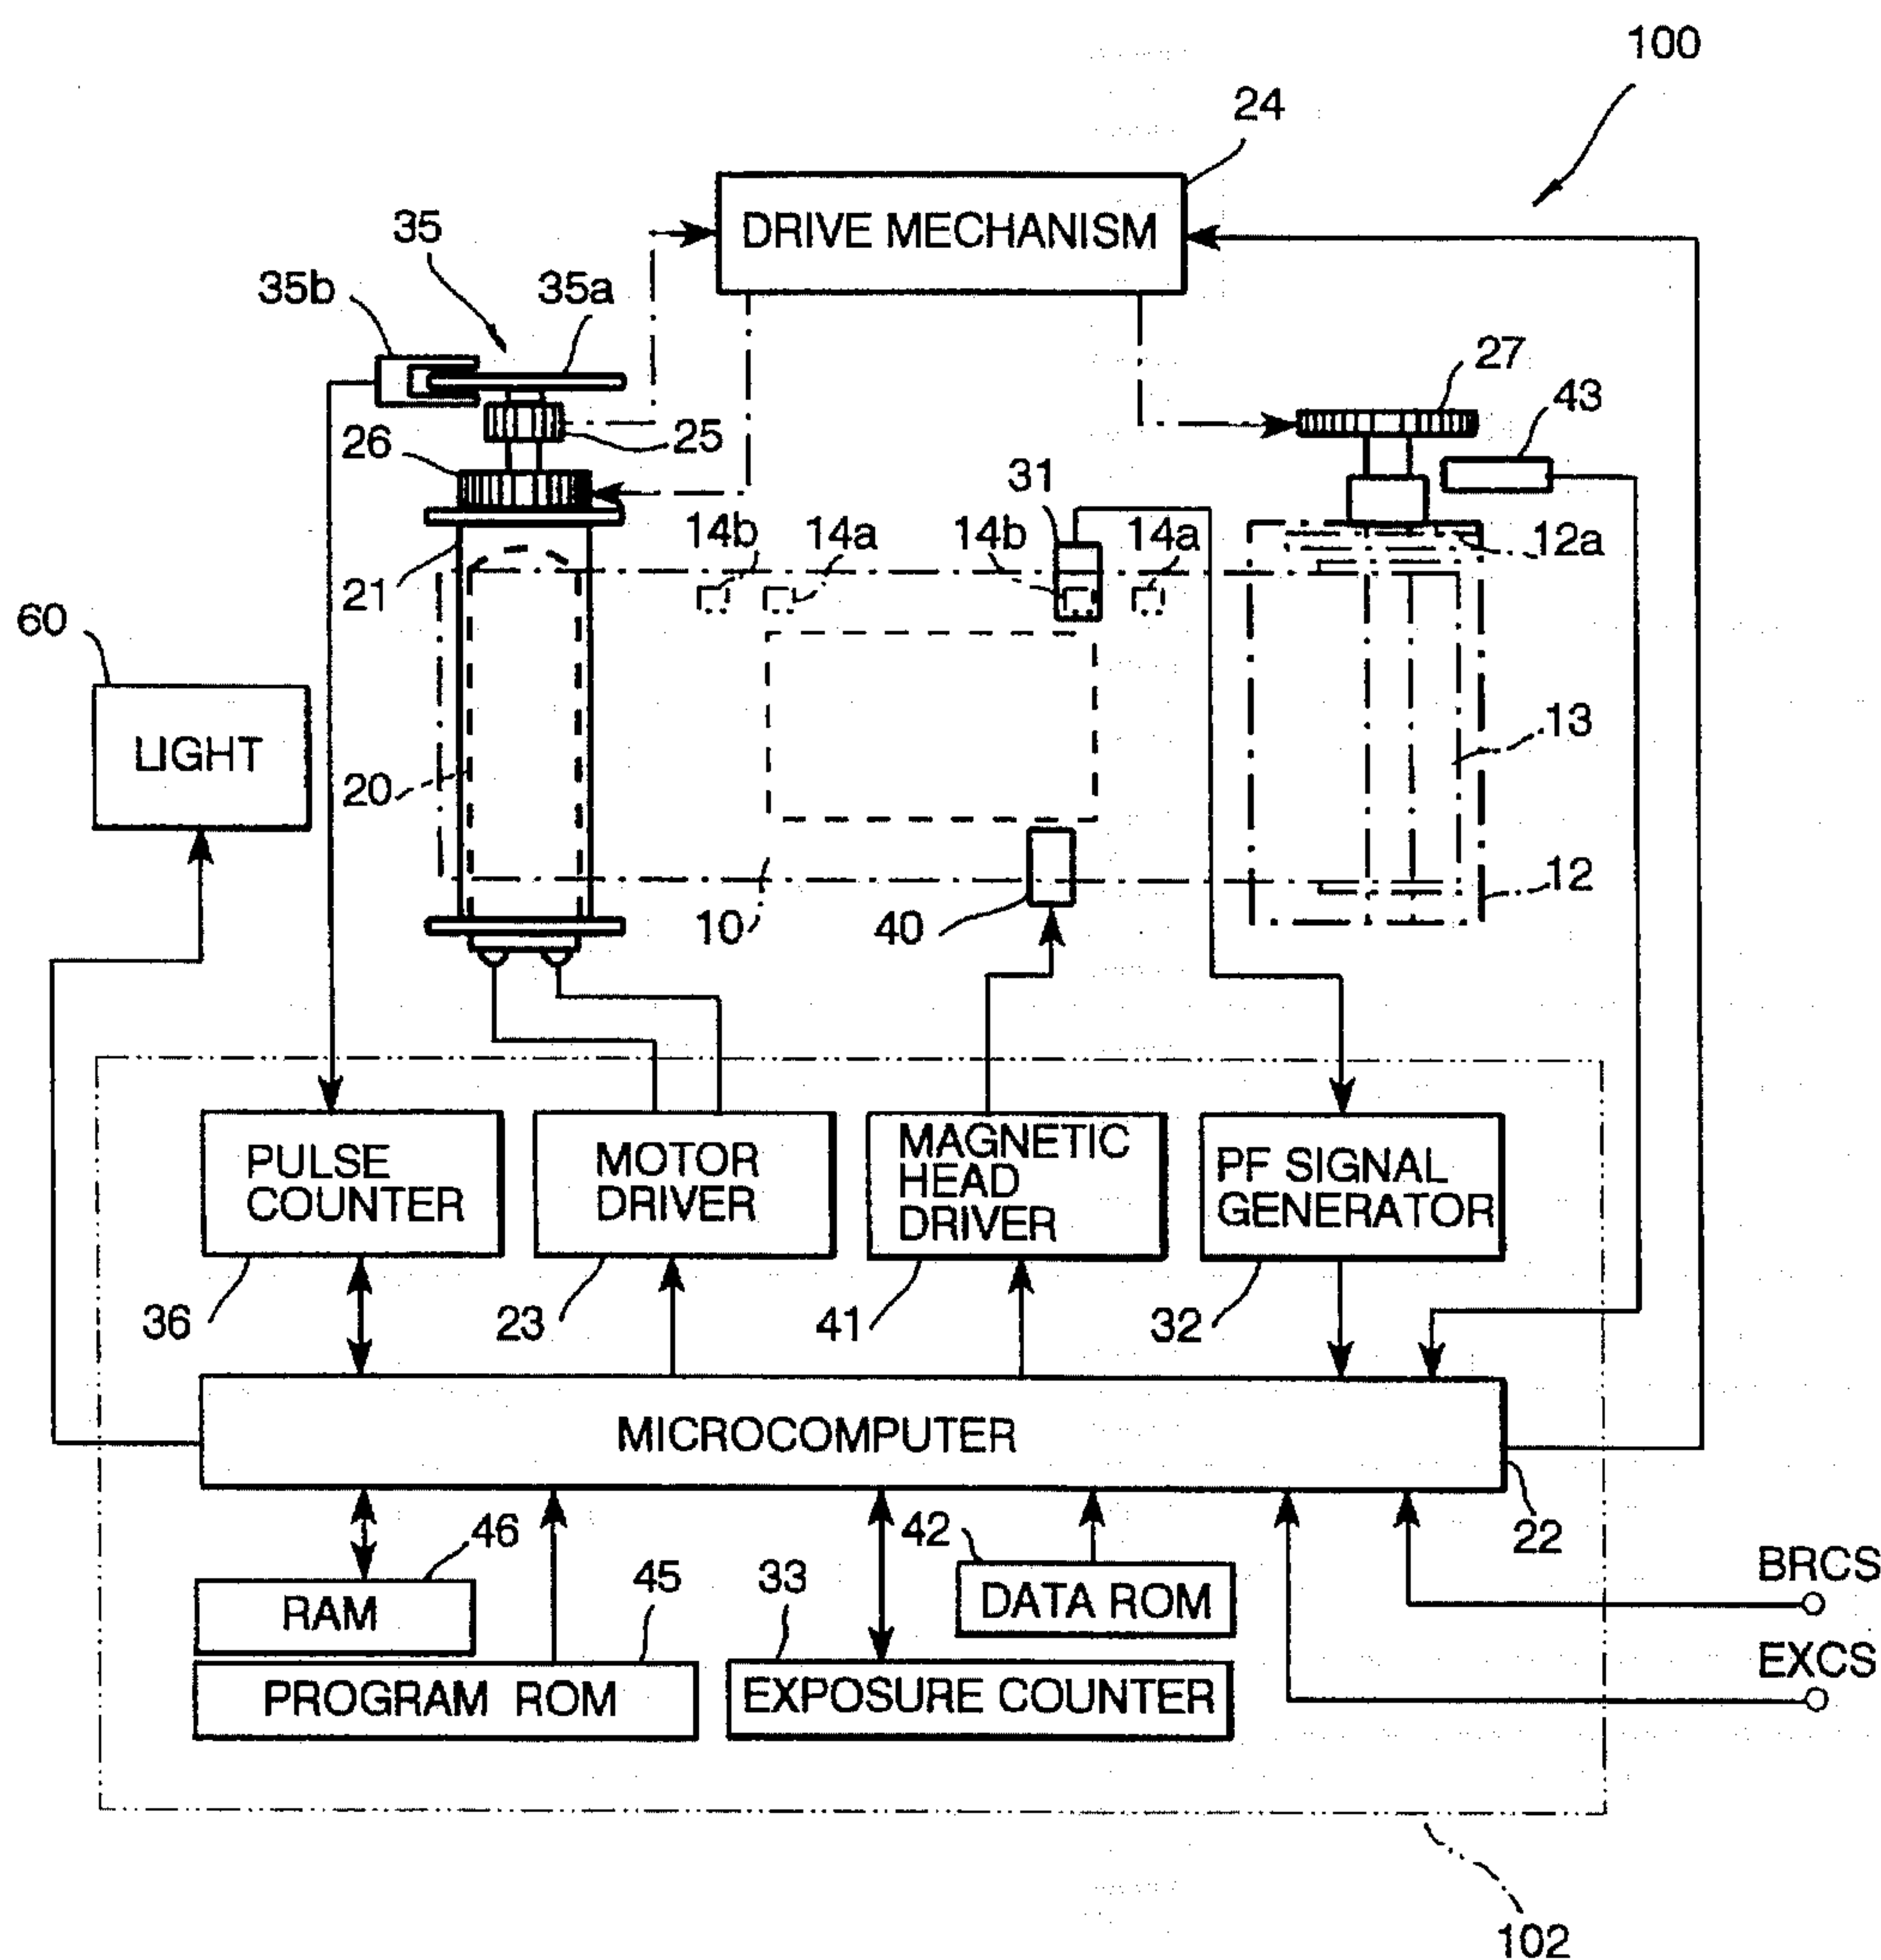 100
24
DRIVE MECHANISM
35
35b
35a
27
43
26
25
31
14b
14a
14b
14a
12a
21
60
LIGHT
13
20
12
10
40
PULSE
COUNTER
MOTOR
DRIVER
MAGNETIC
HEAD
DRIVER
PF SIGNAL
GENERATOR
36
23
41
32
MICROCOMPUTER
22
46
42
RAM
45
33
DATA ROM
BRCS
PROGRAM ROM
EXPOSURE COUNTER
EXCS
102